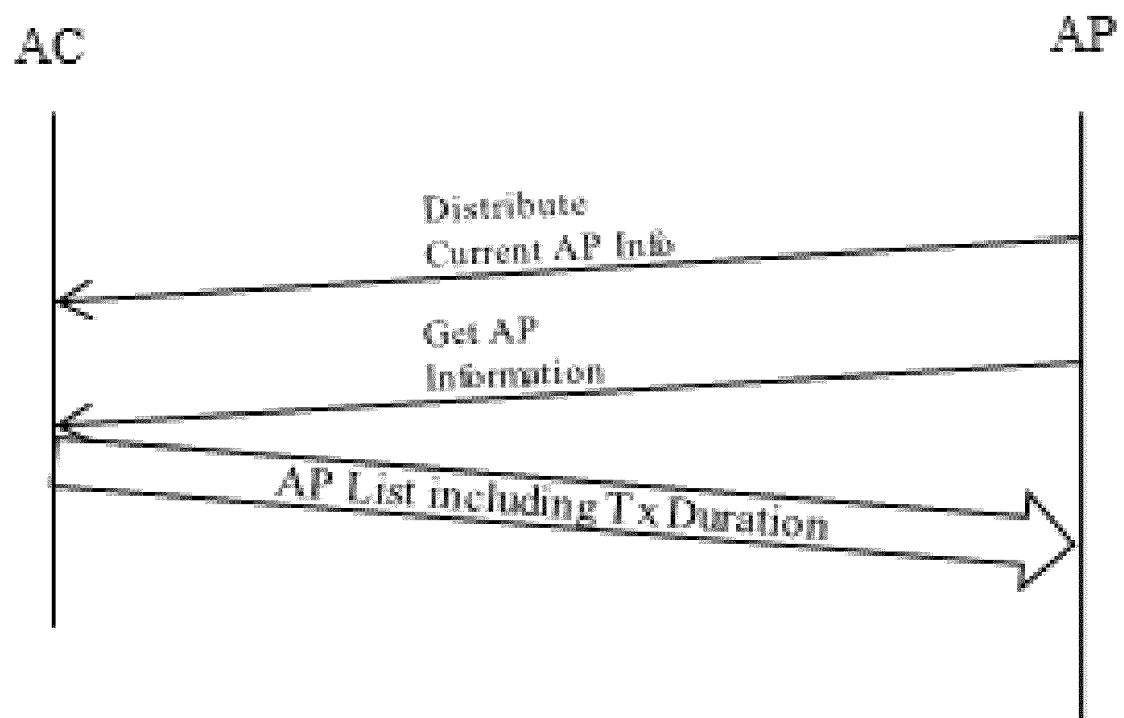 AC
AP
Distribute
Current AP Info
Get AP
Information
AP List including Tx Duration